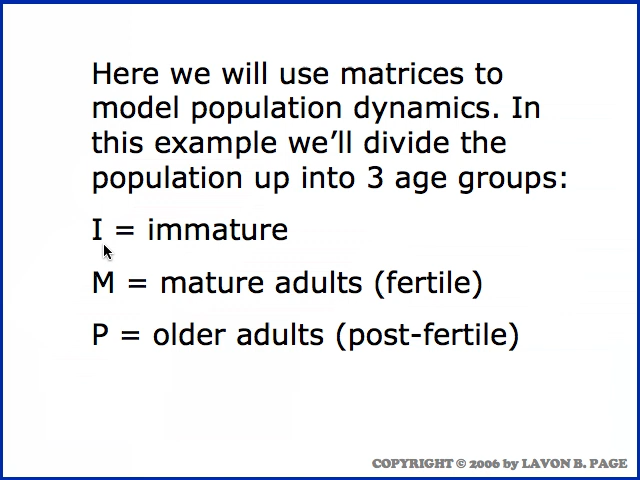 Here we will use matrices to
model population dynamics. In
this example we’ll divide the
population up into 3 age groups:
I = immature
M = mature adults (fertile)
P = older adults (post-fertile)
COPYRIGHT © 2006 by LAVON B. PAGE